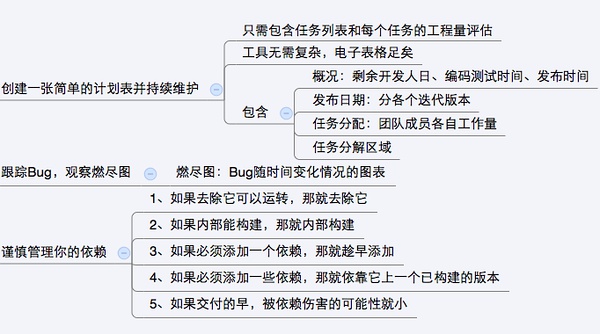 只需包含任务列表和每个任务的工程量评估
工具无需复杂，电子表格足矣
创建一张简单的计划表并持续维护
概况：剩余开发人日、编码测试时间、发布时间
发布日期：分各个迭代版本
包含
任务分配：团队成员各自工作量
任务分解区域
跟踪Bug，观察燃尽图
燃尽图：Bug随时间变化情况的图表
1、如果去除它可以运转，那就去除它
2、如果内部能构建，那就内部构建
谨慎管理你的依赖
3、如果必须添加一个依赖，那就趁早添加
4、如果必须添加一些依赖，那就依靠它上一个已构建的版本
5、如果交付的早，被依赖伤害的可能性就小